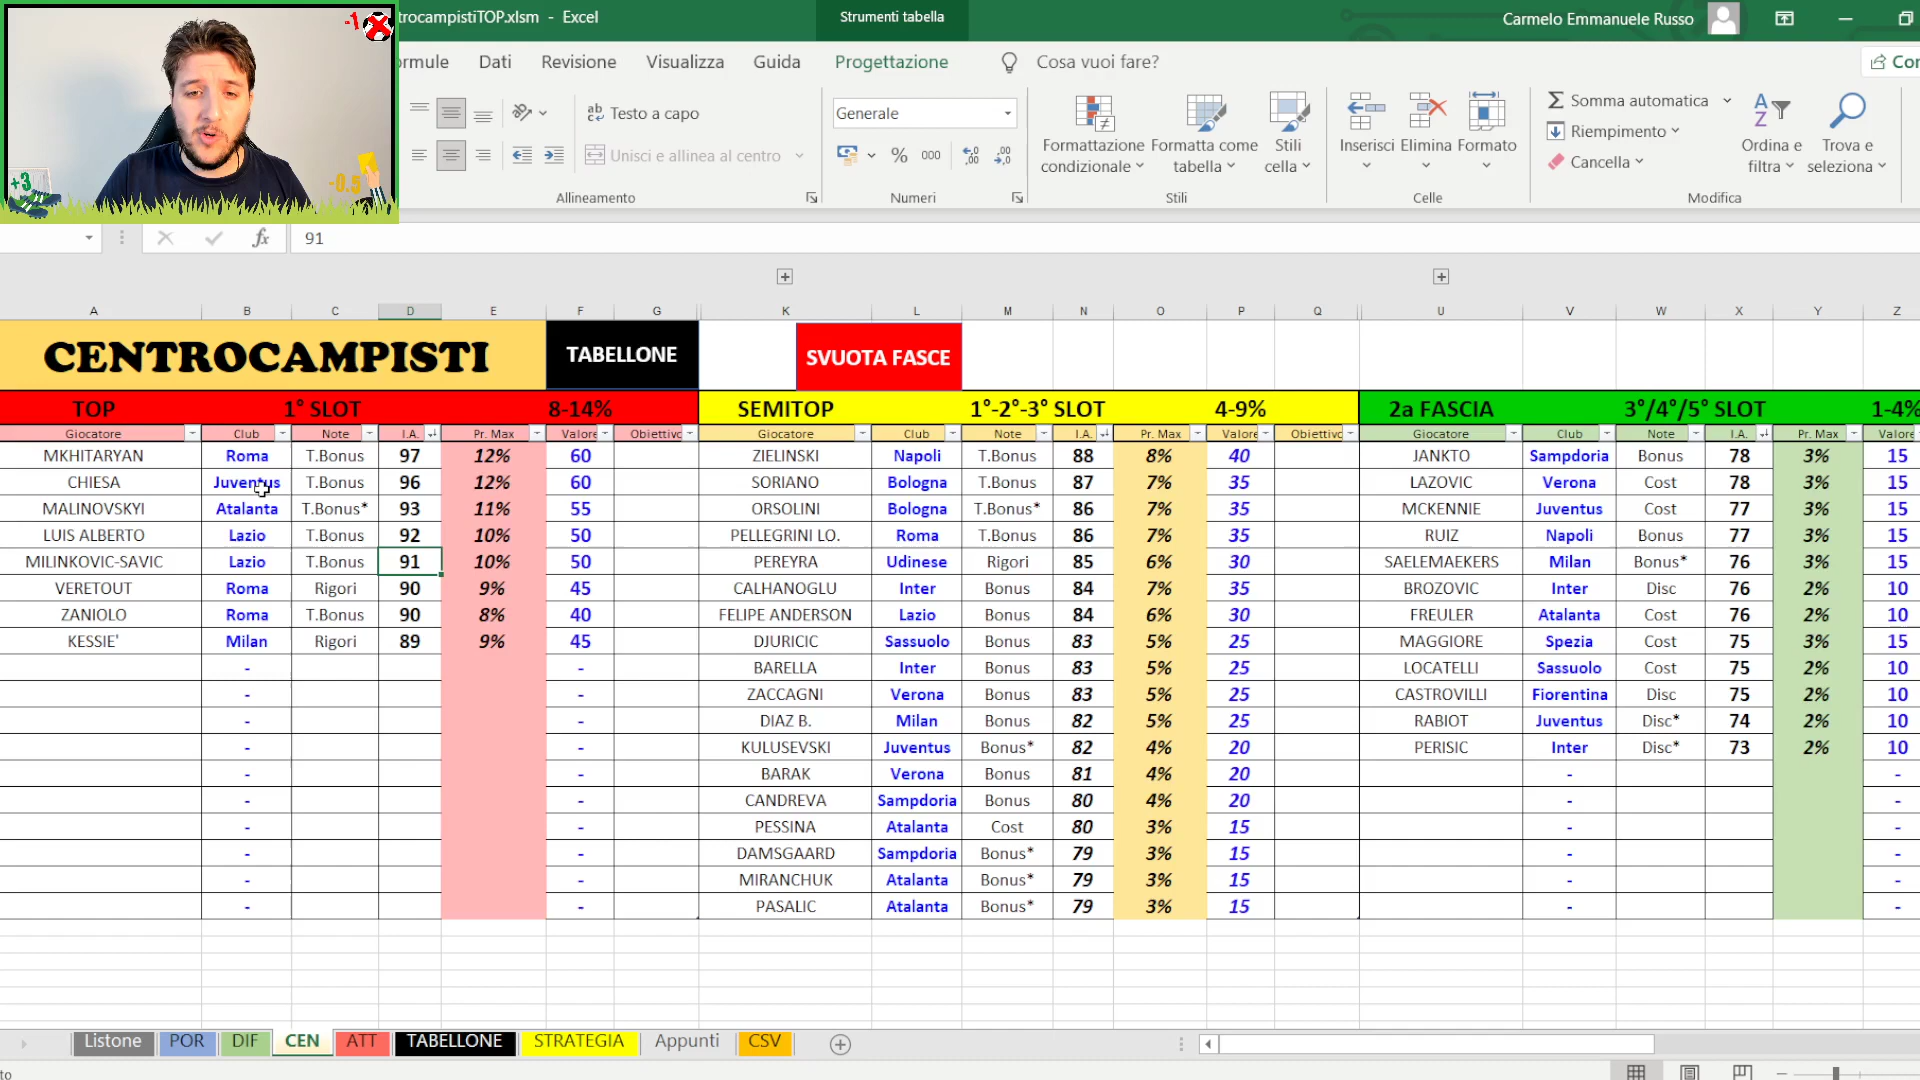 -1
+3
-0.5
trocampistiTOP.xlsm - Excel
Strumenti tabella
Carmelo Emmanuele Russo
Dati Revisione Visualizza Guida Progettazione Cosa vuoi fare?
ab Testo a capo
Unisci e allinea al centro
Allineamento
Generale
% 000
Numeri
Formattazione condizionale
Formatta come tabella
Stili cella
Stili
Inserisci Elimina Formato
Celle
Σ Somma automatica
Riempimento
Cancella
Ordina e filtra
Trova e seleziona
Modifica
fx 91
A B C D E F G K L M N O P Q U V W X Y Z
CENTROCAMPISTI TABELLONE SVUOTA FASCE
TOP 1° SLOT 8-14% SEMITOP 1°-2°-3° SLOT 4-9% 2a FASCIA 3°/4°/5° SLOT 1-4%
Giocatore Club Note I.A. Pr. Max Valore Obiettivo Giocatore Club Note I.A. Pr. Max Valore Obiettivo Giocatore Club Note I.A. Pr. Max Valore
MKHITARYAN Roma T.Bonus 97 12% 60 ZIELINSKI Napoli T.Bonus 88 8% 40 JANKTO Sampdoria Bonus 78 3% 15
CHIESA Juventus T.Bonus 96 12% 60 SORIANO Bologna T.Bonus 87 7% 35 LAZOVIC Verona Cost 78 3% 15
MALINOVSKYI Atalanta T.Bonus* 93 11% 55 ORSOLINI Bologna T.Bonus* 86 7% 35 MCKENNIE Juventus Cost 77 3% 15
LUIS ALBERTO Lazio T.Bonus 92 10% 50 PELLEGRINI LO. Roma T.Bonus 86 7% 35 RUIZ Napoli Bonus 77 3% 15
MILINKOVIC-SAVIC Lazio T.Bonus 91 10% 50 PEREYRA Udinese Rigori 85 6% 30 SAELEMAEKERS Milan Bonus* 76 3% 15
VERETOUT Roma Rigori 90 9% 45 CALHANOGLU Inter Bonus 84 7% 35 BROZOVIC Inter Disc 76 2% 10
ZANIOLO Roma T.Bonus 90 8% 40 FELIPE ANDERSON Lazio Bonus 84 6% 30 FREULER Atalanta Cost 76 2% 10
KESSIE' Milan Rigori 89 9% 45 DJURICIC Sassuolo Bonus 83 5% 25 MAGGIORE Spezia Cost 75 3% 15
- - BARELLA Inter Bonus 83 5% 25 LOCATELLI Sassuolo Cost 75 2% 10
- - ZACCAGNI Verona Bonus 83 5% 25 CASTROVILLI Fiorentina Disc 75 2% 10
- - DIAZ B. Milan Bonus 82 5% 25 RABIOT Juventus Disc* 74 2% 10
- - KULUSEVSKI Juventus Bonus* 82 4% 20 PERISIC Inter Disc* 73 2% 10
- - BARAK Verona Bonus 81 4% 20 - -
- - CANDREVA Sampdoria Bonus 80 4% 20 - -
- - PESSINA Atalanta Cost 80 3% 15 - -
- - DAMSGAARD Sampdoria Bonus* 79 3% 15 - -
- - MIRANCHUK Atalanta Bonus* 79 3% 15 - -
- - PASALIC Atalanta Bonus* 79 3% 15 - -
Listone POR DIF CEN ATT TABELLONE STRATEGIA Appunti CSV